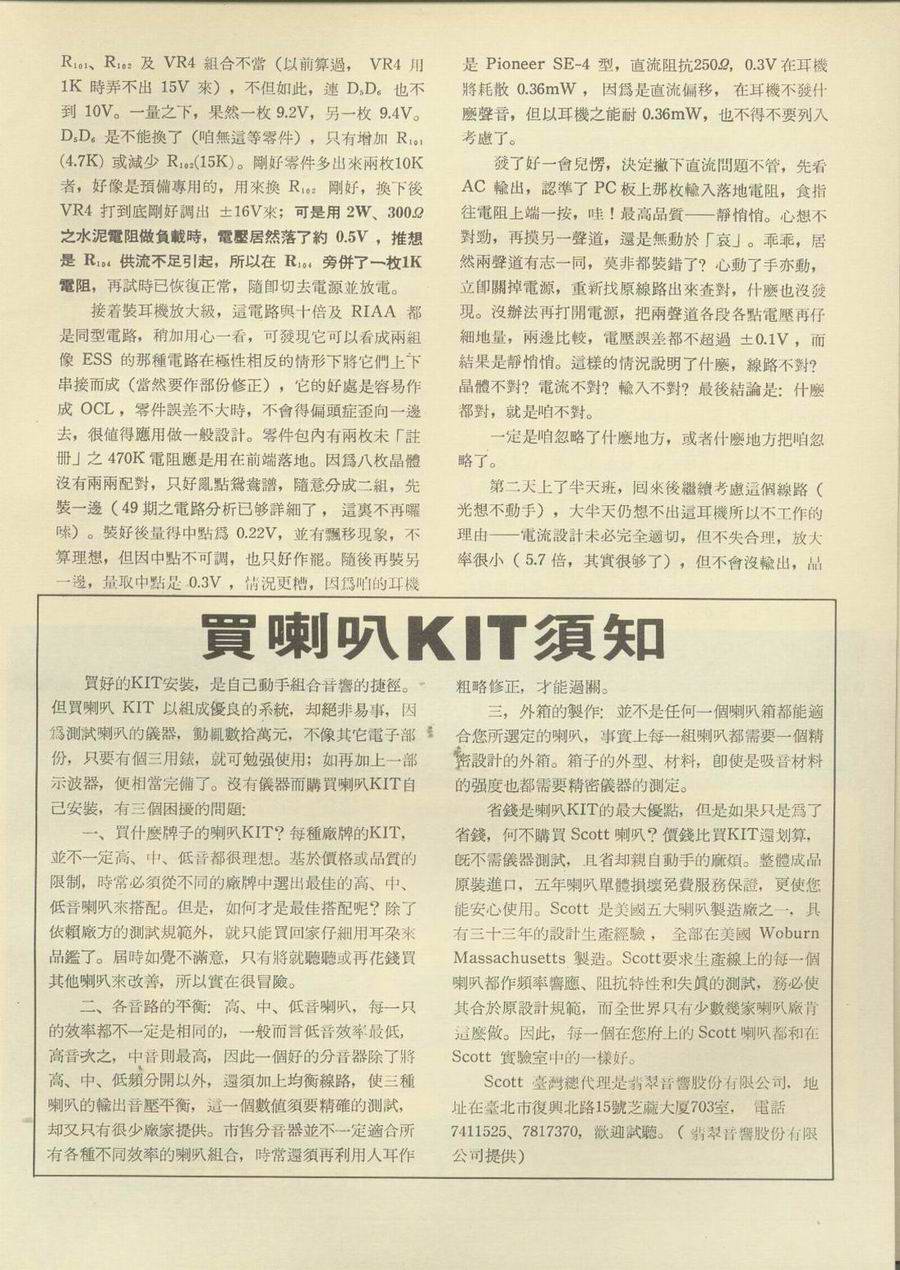 R₁₀₁、R₁₀₂ 及 VR4 組合不當（以前算過， VR4 用
1K 時弄不出 15V 來），不但如此，連 D₅D₆ 也不
到 10V。一量之下，果然一枚 9.2V，另一枚 9.4V。
D₅D₆ 是不能換了（咱無這等零件），只有增加 R₁₀₁
(4.7K) 或減少 R₁₀₂(15K)。剛好零件多出來兩枚10K
者，好像是預備專用的，用來換 R₁₀₂ 剛好，換下後
VR4 打到底剛好調出 ±16V來；可是用 2W、300Ω
之水泥電阻做負載時，電壓居然落了約 0.5V ，推想
是 R₁₀₄ 供流不足引起，所以在 R₁₀₄ 旁併了一枚1K
電阻，再試時已恢復正常，隨即切去電源並放電。
接着裝耳機放大級，這電路與十倍及 RIAA 都
是同型電路，稍加用心一看，可發現它可以看成兩組
像 ESS 的那種電路在極性相反的情形下將它們上下
串接而成（當然要作部份修正），它的好處是容易作
成 OCL ，零件誤差不大時，不會得偏頭症歪向一邊
去，很值得應用做一般設計。零件包內有兩枚未「註
冊」之 470K 電阻應是用在前端落地。因爲八枚晶體
沒有兩兩配對，只好亂點鴛鴦譜，隨意分成二組，先
裝一邊（49 期之電路分析已够詳細了 ，這裏不再囉
嗦）。裝好後量得中點爲 0.22V，並有飄移現象，不
算理想，但因中點不可調，也只好作罷。隨後再裝另
一邊，量取中點是 0.3V ，情況更糟，因爲咱的耳機
是 Pioneer SE-4 型，直流阻抗250Ω，0.3V 在耳機
將耗散 0.36mW ，因爲是直流偏移， 在耳機不發什
麽聲音，但以耳機之能耐 0.36mW，也不得不要列入
考慮了。
發了好一會兒愣，決定撇下直流問題不管，先看
AC 輸出，認準了 PC 板上那枚輸入落地電阻，食指
往電阻上端一按，哇！最高品質——靜悄悄。心想不
對勁，再摸另一聲道，還是無動於「哀」。乖乖，居
然兩聲道有志一同，莫非都裝錯了？心動了手亦動，
立卽關掉電源，重新找原線路出來查對，什麽也沒發
現。沒辦法再打開電源，把兩聲道各段各點電壓再仔
細地量，兩邊比較，電壓誤差都不超過 ±0.1V ，而
結果是靜悄悄。這樣的情況說明了什麽，線路不對？
晶體不對？電流不對？輸入不對？最後結論是：什麽
都對，就是咱不對。
一定是咱忽略了什麽地方，或者什麽地方把咱忽
略了。
第二天上了半天班，囘來後繼續考慮這個線路（
光想不動手），大半天仍想不出這耳機所以不工作的
理由——電流設計未必完全適切，但不失合理，放大
率很小（ 5.7 倍，其實很够了），但不會沒輸出，晶
買喇叭KIT須知
買好的KIT安裝，是自己動手組合音響的捷徑。
但買喇叭 KIT 以組成優良的系統，却絕非易事，因
爲測試喇叭的儀器，動輒數拾萬元，不像其它電子部
份，只要有個三用錶，就可勉强使用；如再加上一部
示波器，便相當完備了。沒有儀器而購買喇叭KIT自
己安裝，有三個困擾的問題：
一、買什麽牌子的喇叭KIT？每種廠牌的KIT，
並不一定高、中、低音都很理想。基於價格或品質的
限制，時常必須從不同的廠牌中選出最佳的高、中、
低音喇叭來搭配。但是，如何才是最佳搭配呢？除了
依賴廠方的測試規範外，就只能買回家仔細用耳朶來
品鑑了。屆時如覺不滿意，只有將就聽聽或再花錢買
其他喇叭來改善，所以實在很冒險。
二、各音路的平衡：高、中、低音喇叭，每一只
的效率都不一定是相同的，一般而言低音效率最低，
高音次之，中音則最高，因此一個好的分音器除了將
高、中、低頻分開以外，還須加上均衡線路，使三種
喇叭的輸出音壓平衡，這一個數值須要精確的測試，
却又只有很少廠家提供。市售分音器並不一定適合所
有各種不同效率的喇叭組合，時常還須再利用人耳作
粗略修正，才能過關。
三，外箱的製作：並不是任何一個喇叭箱都能適
合您所選定的喇叭，事實上每一組喇叭都需要一個精
密設計的外箱。箱子的外型、材料，卽使是吸音材料
的强度也都需要精密儀器的測定。
省錢是喇叭KIT的最大優點，但是如果只是爲了
省錢，何不購買 Scott 喇叭？價錢比買KIT還划算，
旣不需儀器測試，且省却親自動手的麻煩。整體成品
原裝進口，五年喇叭單體損壞免費服務保證，更使您
能安心使用。Scott 是美國五大喇叭製造廠之一，具
有三十三年的設計生產經驗 ， 全部在美國 Woburn
Massachusetts 製造。Scott要求生產線上的每一個
喇叭都作頻率響應、阻抗特性和失眞的測試，務必使
其合於原設計規範，而全世界只有少數幾家喇叭廠肯
這麽做。因此，每一個在您府上的 Scott 喇叭都和在
Scott 實驗室中的一樣好。
Scott 臺灣總代理是翡翠音響股份有限公司．地
址在臺北市復興北路15號芝蔴大厦703室， 電話
7411525、7817370，歡迎試聽。（ 翡翠音響股份有限
公司提供）